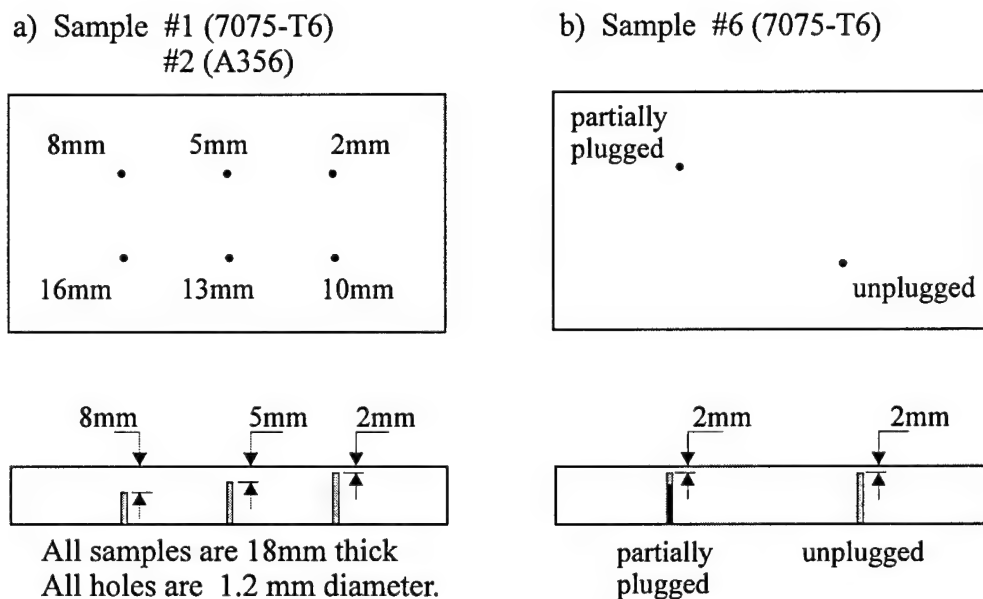 a) Sample #1 (7075-T6)
#2 (A356)
8mm 5mm 2mm
16mm 13mm 10mm
8mm 5mm 2mm
All samples are 18mm thick
All holes are 1.2 mm diameter.
b) Sample #6 (7075-T6)
partially
plugged
unplugged
2mm 2mm
partially
plugged
unplugged